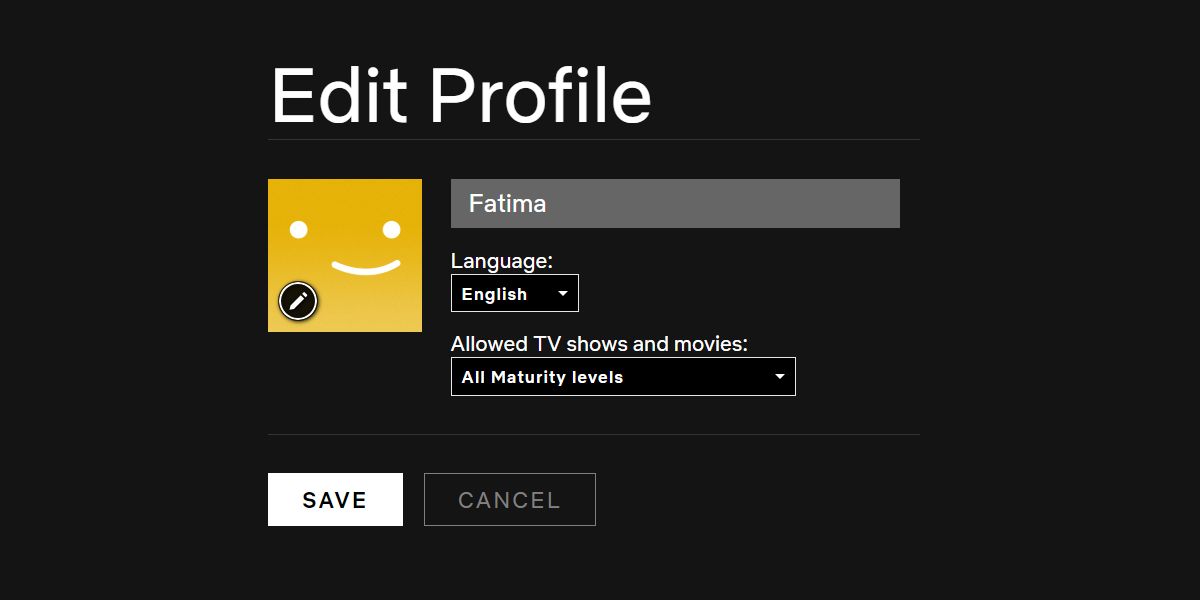 Edit Profile
Fatima
Language:
English
Allowed TV shows and movies:
All Maturity levels
SAVE
CANCEL